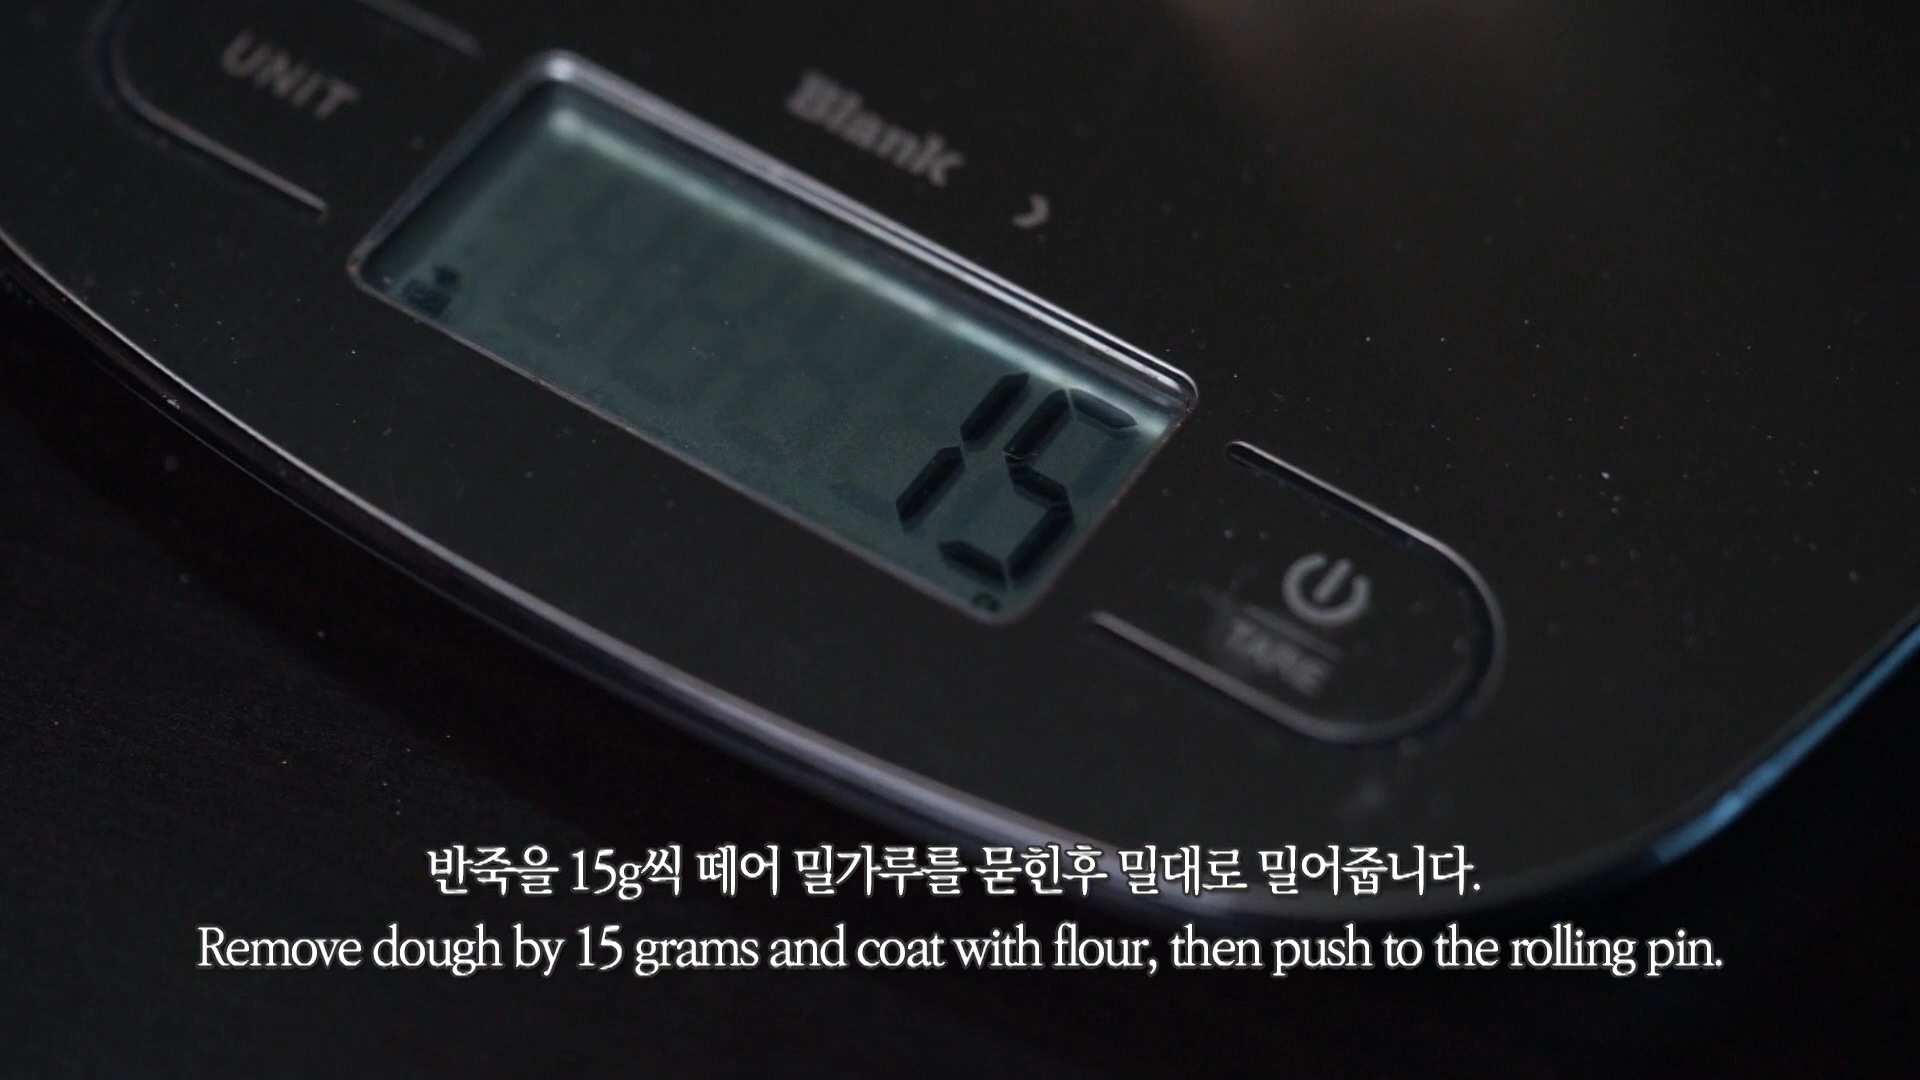 UNIT
Blank
15
g
TARE
반죽을 15g씩 떼어 밀가루를 묻힌후 밀대로 밀어줍니다.
Remove dough by 15 grams and coat with flour, then push to the rolling pin.